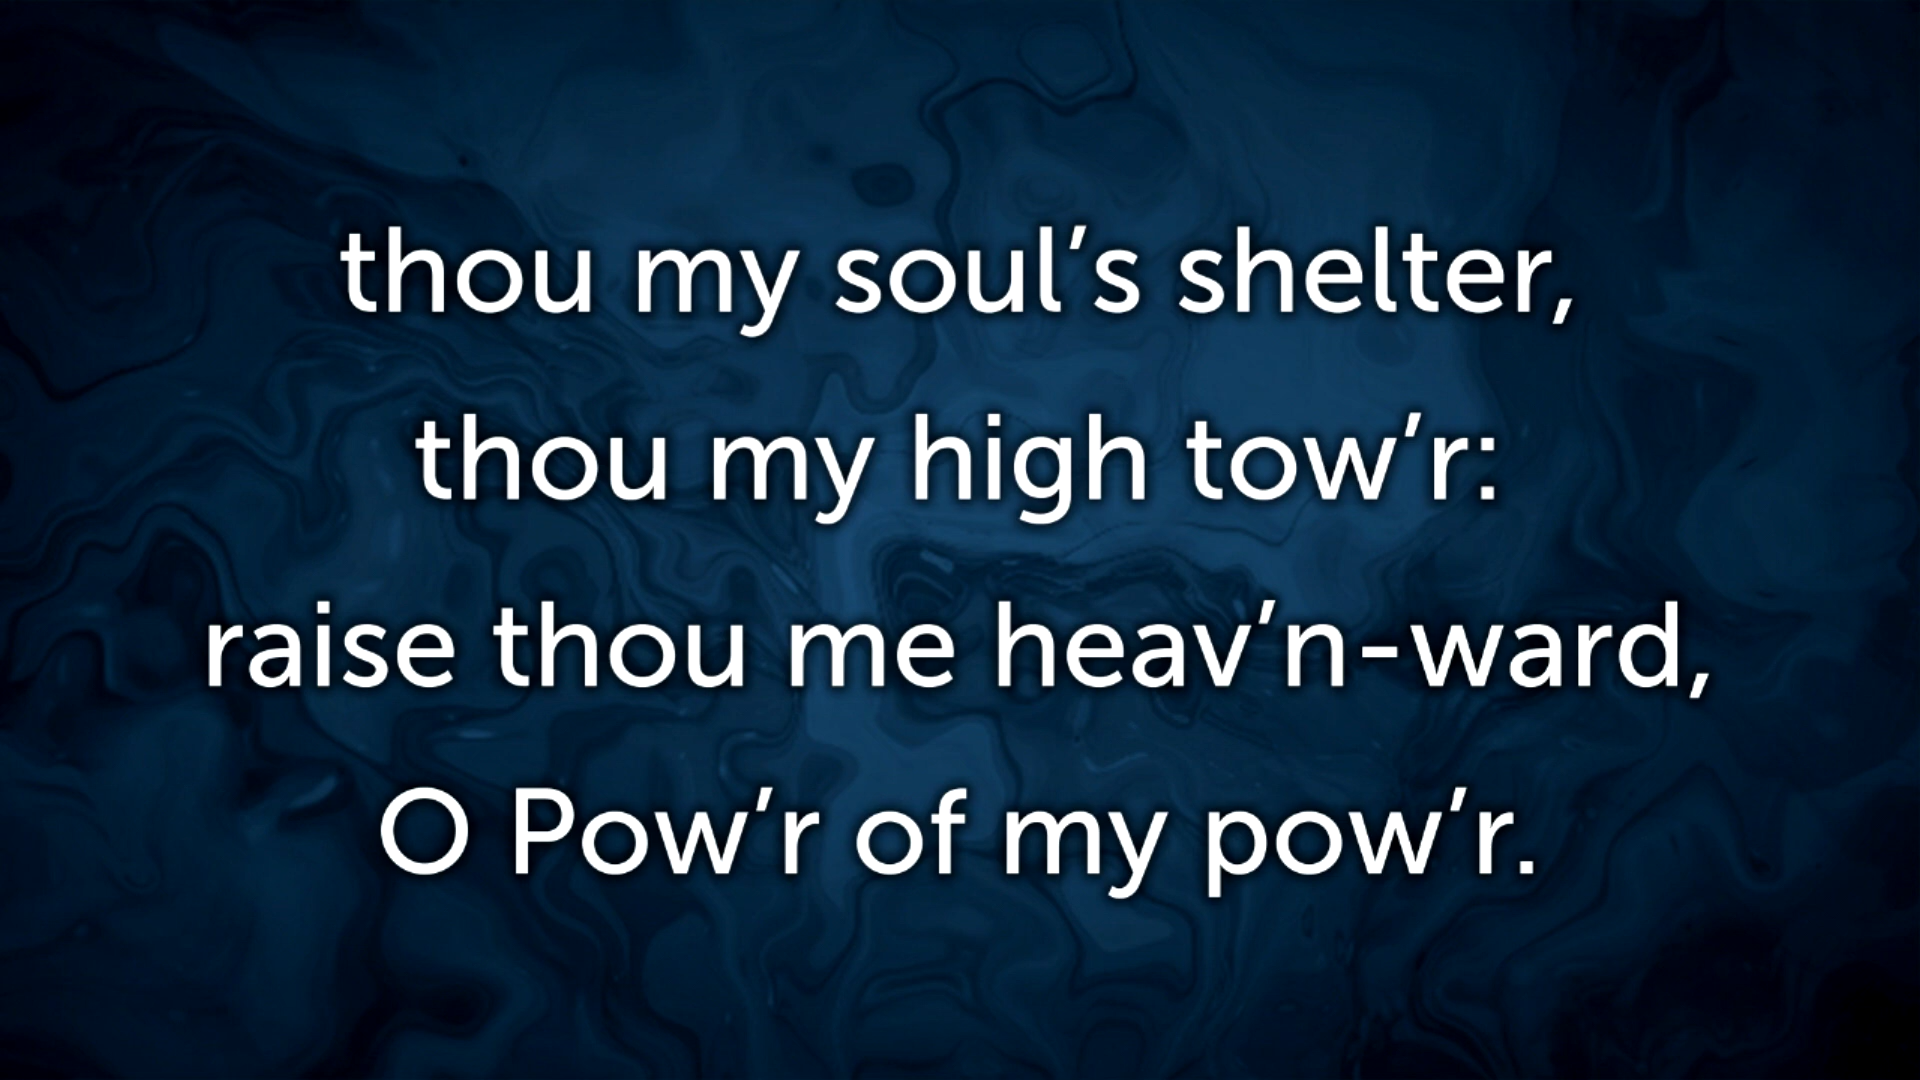 thou my soul’s shelter,
thou my high tow’r:
raise thou me heav’n-ward,
O Pow’r of my pow’r.